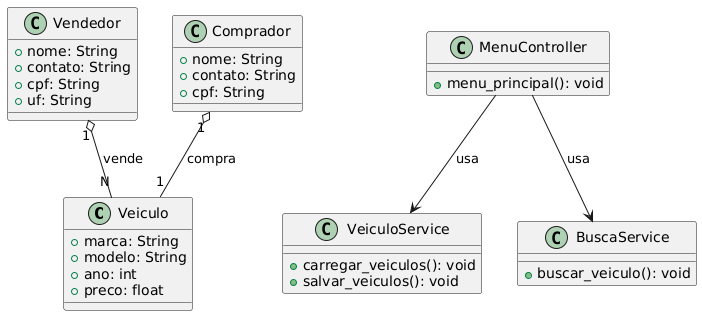 C Vendedor
+nome: String
+contato: String
+cpf: String
+uf: String
C Comprador
+nome: String
+contato: String
+cpf: String
C MenuController
menu_principal(): void
1
1
vende
compra
usa
usa
N
1
C Veiculo
marca: String
modelo: String
ano: int
preco: float
C VeiculoService
carregar_veiculos(): void
salvar_veiculos(): void
C BuscaService
buscar_veiculo(): void